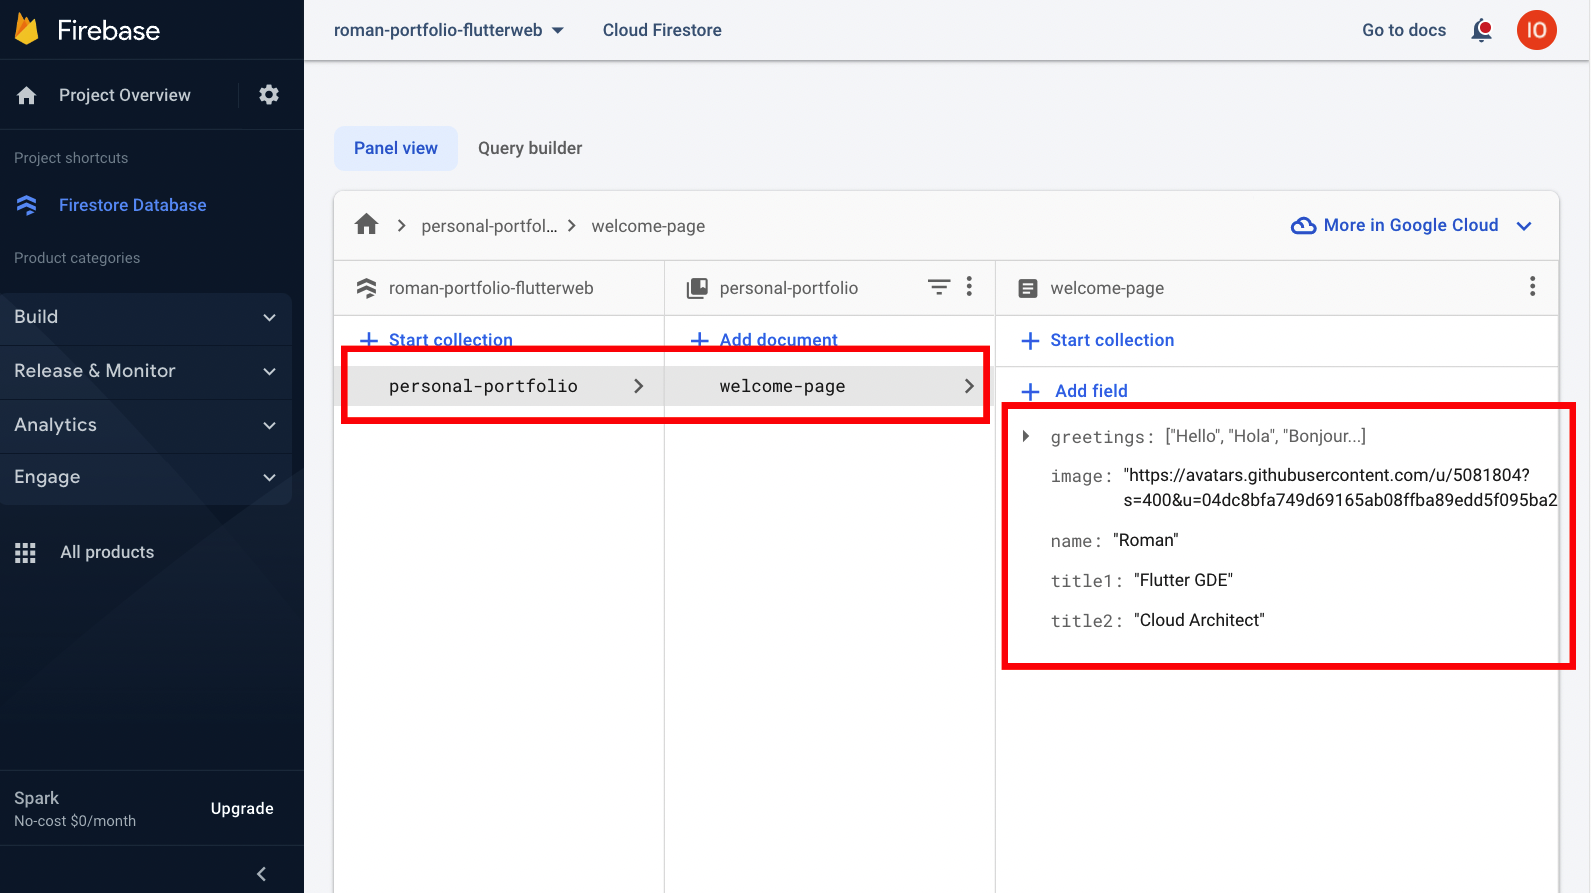 Firebase
roman-portfolio-flutterweb
Cloud Firestore
Go to docs
IO
Project Overview
Project shortcuts
Firestore Database
Product categories
Build
Release & Monitor
Analytics
Engage
All products
Spark
No-cost $0/month
Upgrade
Panel view
Query builder
personal-portfol...
welcome-page
More in Google Cloud
roman-portfolio-flutterweb
Start collection
personal-portfolio
personal-portfolio
Add document
welcome-page
welcome-page
Start collection
Add field
greetings: ["Hello", "Hola", "Bonjour...]
image: "https://avatars.githubusercontent.com/u/5081804?
s=400&u=04dc8bfa749d69165ab08ffba89edd5f095ba2
name: "Roman"
title1: "Flutter GDE"
title2: "Cloud Architect"